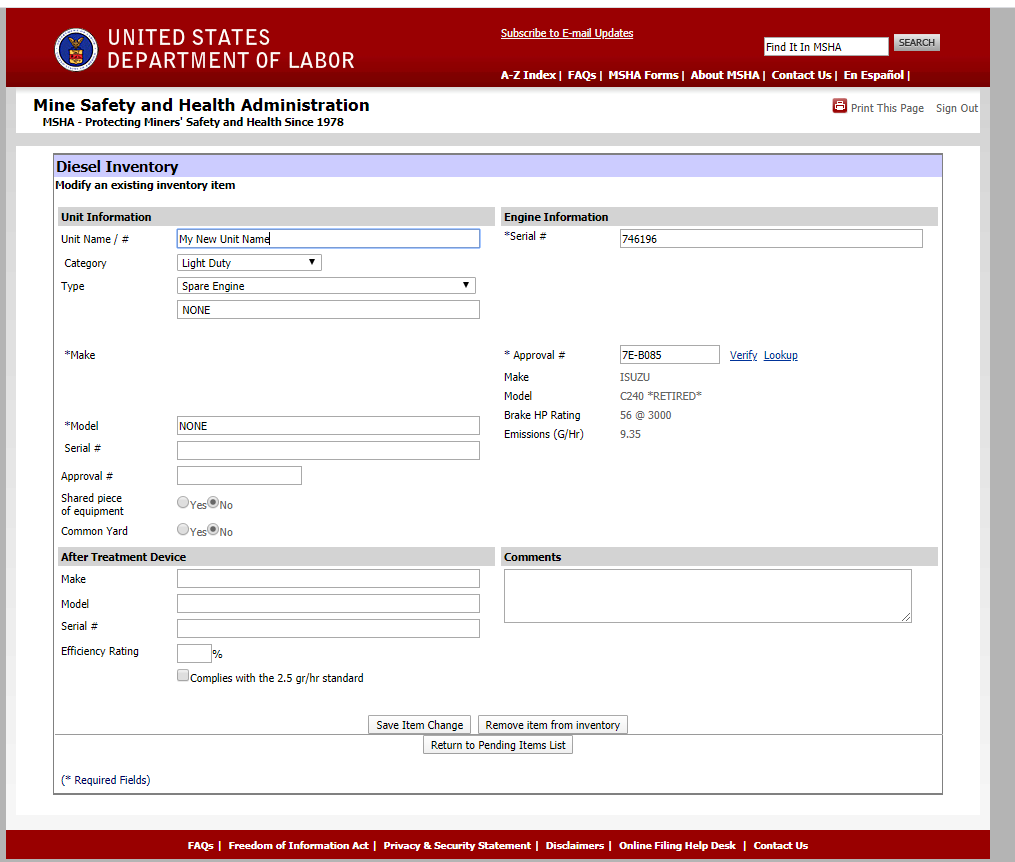 UNITED STATES
DEPARTMENT OF LABOR
Subscribe to E-mail Updates
Find It In MSHA
SEARCH
A-Z Index | FAQs | MSHA Forms | About MSHA | Contact Us | En Español |
Mine Safety and Health Administration
MSHA - Protecting Miners' Safety and Health Since 1978
Print This Page Sign Out
Diesel Inventory
Modify an existing inventory item
Unit Information
Unit Name / # My New Unit Name
Category Light Duty
Type Spare Engine
NONE
*Make
*Model NONE
Serial #
Approval #
Shared piece
of equipment Yes No
Common Yard Yes No
Engine Information
*Serial # 746196
* Approval # 7E-B085 Verify Lookup
Make ISUZU
Model C240 *RETIRED*
Brake HP Rating 56 @ 3000
Emissions (G/Hr) 9.35
After Treatment Device
Make
Model
Serial #
Efficiency Rating %
Complies with the 2.5 gr/hr standard
Comments
Save Item Change Remove item from inventory
Return to Pending Items List
(* Required Fields)
FAQs | Freedom of Information Act | Privacy & Security Statement | Disclaimers | Online Filing Help Desk | Contact Us